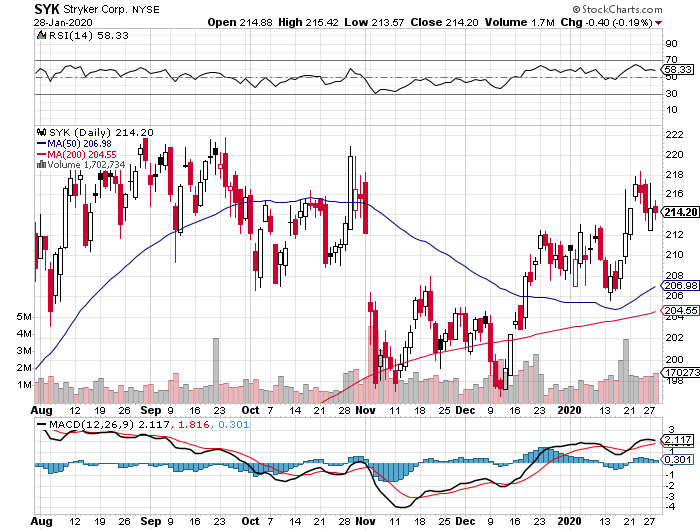 SYK Stryker Corp. NYSE © StockCharts.com
28-Jan-2020 Open 214.88 High 215.42 Low 213.57 Close 214.20 Volume 1.7M Chg -0.40 (-0.19%)
RSI(14) 58.33
90
70
58.33
50
30
10
SYK (Daily) 214.20
MA(50) 206.98
MA(200) 204.55
Volume 1,702,734
222
220
218
216
214.20
212
210
208
206.98
206
204.55
204
202
200
198
170273
5M
4M
3M
2M
1M
Aug 12 19 26 Sep 9 16 23 Oct 7 14 21 28 Nov 11 18 25 Dec 9 16 23 2020 13 21 27
MACD(12,26,9) 2.117, 1.816, 0.301
3
2.117
1
0.301
-1
-2
-3
-4
Aug 12 19 26 Sep 9 16 23 Oct 7 14 21 28 Nov 11 18 25 Dec 9 16 23 2020 13 21 27